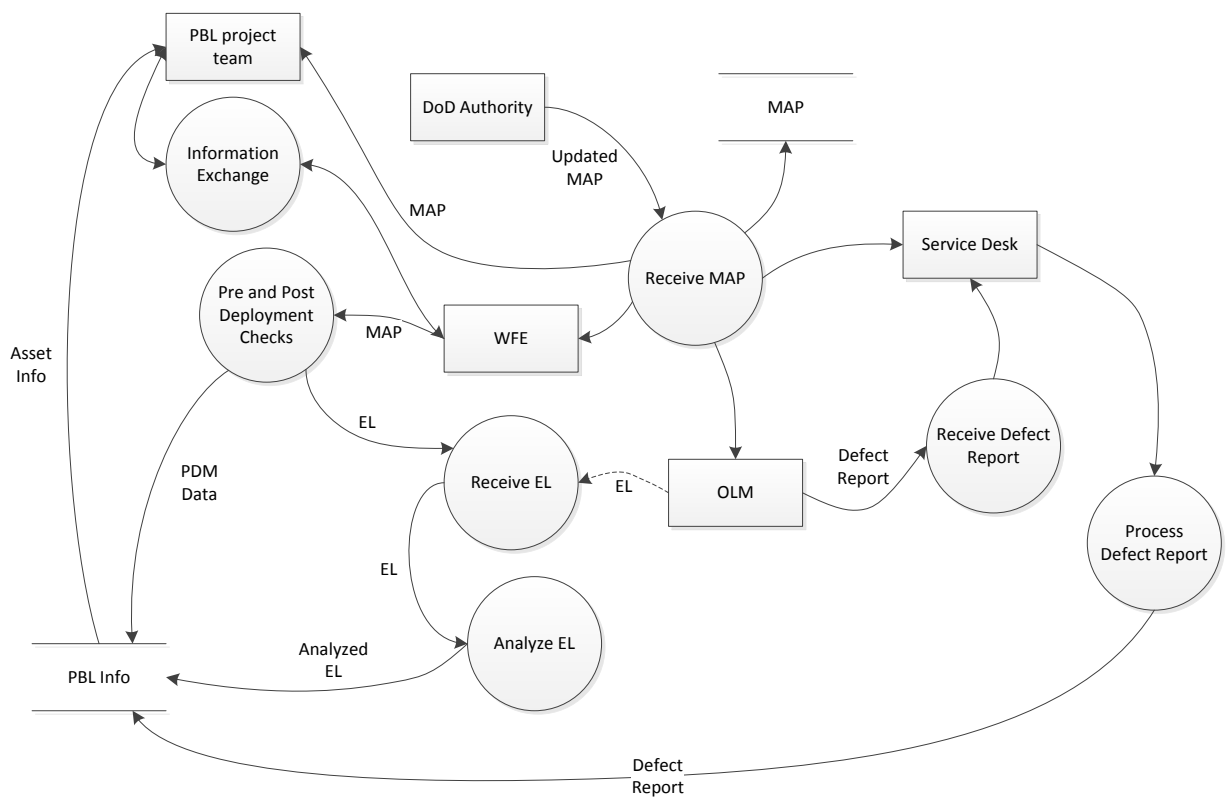 PBL project
team
DoD Authority
MAP
Information
Exchange
Updated
MAP
MAP
Service Desk
Receive MAP
Pre and Post
Deployment
Checks
MAP
WFE
Asset
Info
EL
Receive Defect
Report
PDM
Data
Receive EL
EL
OLM
Defect
Report
Process
Defect Report
EL
Analyze EL
Analyzed
EL
PBL Info
Defect
Report